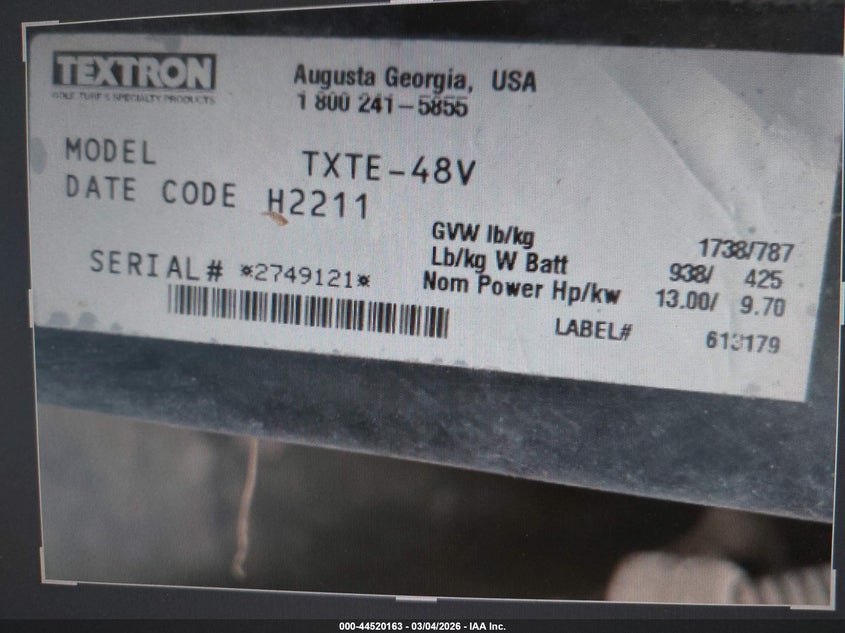 TEXTRON
GOLF, TURF & SPECIALTY PRODUCTS
Augusta Georgia, USA
1 800 241-5855
MODEL TXTE-48V
DATE CODE H2211
SERIAL# *2749121*
GVW lb/kg 1738/787
Lb/kg W Batt 938/ 425
Nom Power Hp/kw 13.00/ 9.70
LABEL# 613179
000-44520163 - 03/04/2026 - IAA Inc.